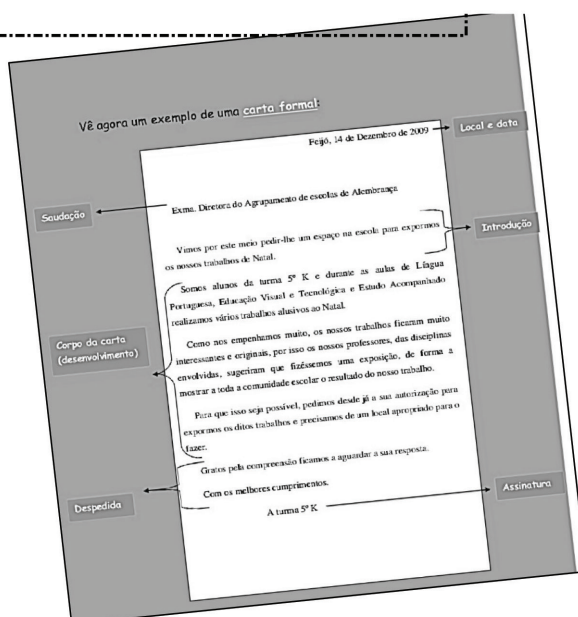 Vê agora um exemplo de uma carta formal:
Feijó, 14 de Dezembro de 2009
Local e data
Exma. Diretora do Agrupamento de escolas de Alembrança
Saudação
Vimos por este meio pedir-lhe um espaço na escola para expormos
os nossos trabalhos de Natal.
Introdução
Somos alunos da turma 5º K e durante as aulas de Língua
Portuguesa, Educação Visual e Tecnológica e Estudo Acompanhado
realizamos vários trabalhos alusivos ao Natal.
Como nos empenhamos muito, os nossos trabalhos ficaram muito
interessantes e originais, por isso os nossos professores, das disciplinas
envolvidas, sugeriram que fizéssemos uma exposição, de forma a
mostrar a toda a comunidade escolar o resultado do nosso trabalho.
Para que isso seja possível, pedimos desde já a sua autorização para
expormos os ditos trabalhos e precisamos de um local apropriado para o
fazer.
Corpo da carta
(desenvolvimento)
Gratos pela compreensão ficamos a aguardar a sua resposta.
Com os melhores cumprimentos.
Despedida
A turma 5º K
Assinatura